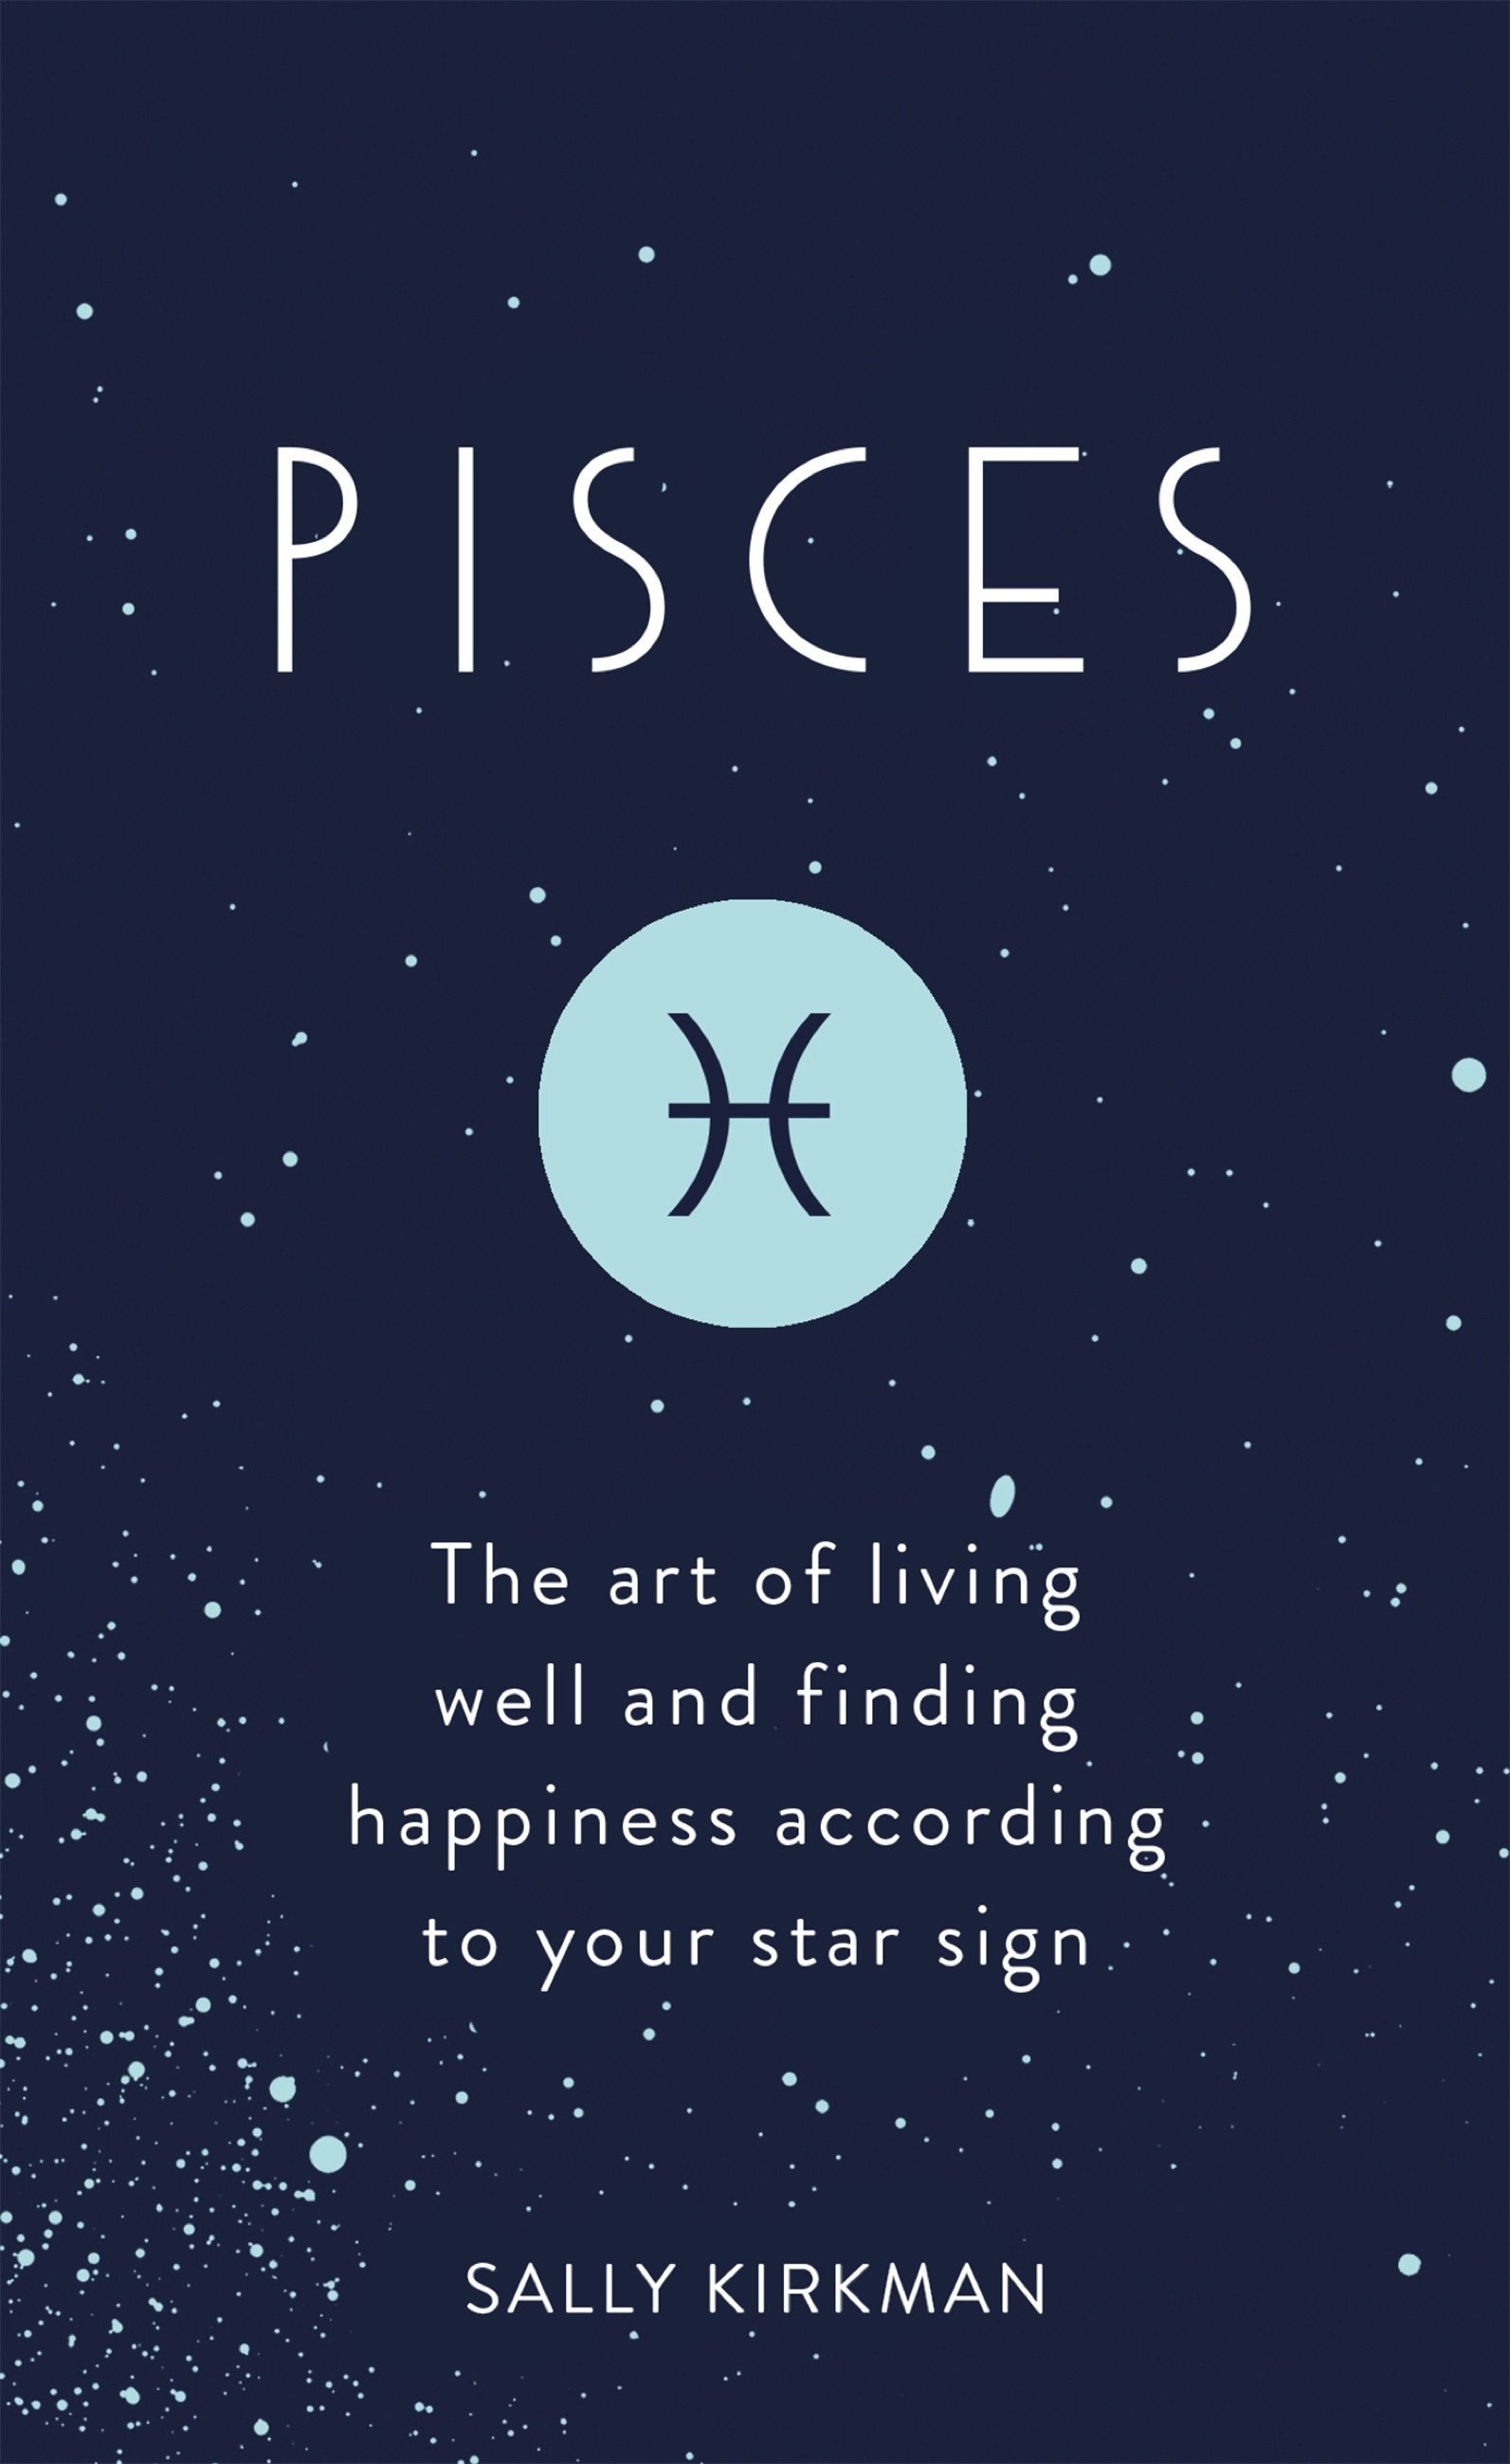 PISCES
♓
The art of living
well and finding
happiness according
to your star sign
SALLY KIRKMAN